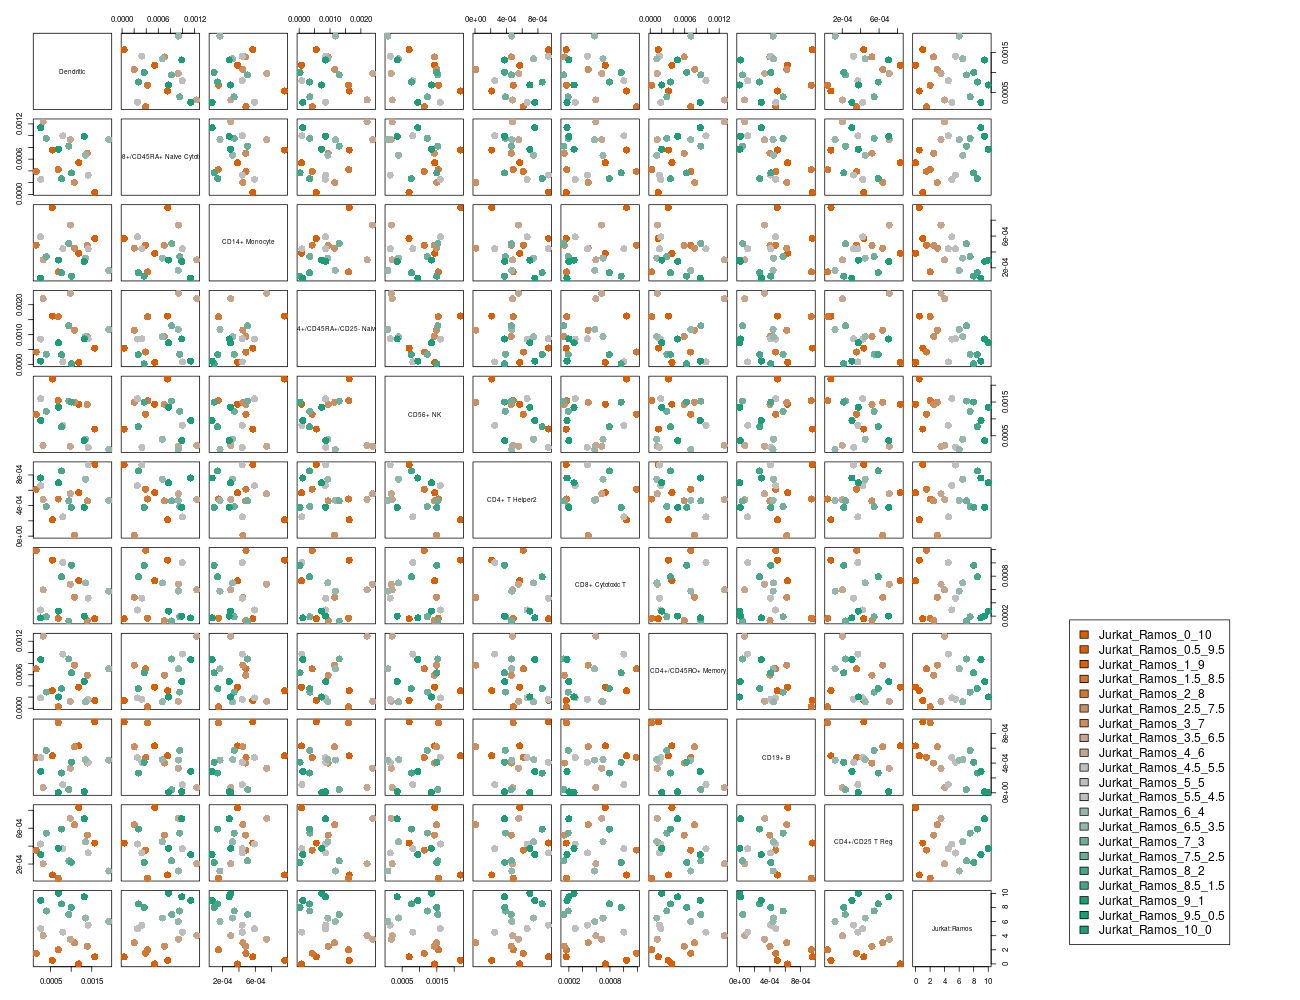 0.0000 0.0006 0.0012 0.0000 0.0010 0.0020 0e+00 4e-04 8e-04 0.0000 0.0006 0.0012 2e-04 6e-04
Dendritic
0.0005 0.0015
8+/CD45RA+ Naive Cytot
0.0000 0.0006 0.0012
CD14+ Monocyte
2e-04 6e-04
4+/CD45RA+/CD25- Naiv
0.0000 0.0010 0.0020
CD56+ NK
0.0005 0.0015
CD4+ T Helper2
0e+00 4e-04 8e-04
CD8+ Cytotoxic T
0.0002 0.0008
CD4+/CD45RO+ Memory
0.0000 0.0006 0.0012
CD19+ B
0e+00 4e-04 8e-04
CD4+/CD25 T Reg
2e-04 6e-04
Jurkat:Ramos
0 2 4 6 8 10
0.0005 0.0015 2e-04 6e-04 0.0005 0.0015 0.0002 0.0008 0e+00 4e-04 8e-04 0 2 4 6 8 10
Jurkat_Ramos_0_10
Jurkat_Ramos_0.5_9.5
Jurkat_Ramos_1_9
Jurkat_Ramos_1.5_8.5
Jurkat_Ramos_2_8
Jurkat_Ramos_2.5_7.5
Jurkat_Ramos_3_7
Jurkat_Ramos_3.5_6.5
Jurkat_Ramos_4_6
Jurkat_Ramos_4.5_5.5
Jurkat_Ramos_5_5
Jurkat_Ramos_5.5_4.5
Jurkat_Ramos_6_4
Jurkat_Ramos_6.5_3.5
Jurkat_Ramos_7_3
Jurkat_Ramos_7.5_2.5
Jurkat_Ramos_8_2
Jurkat_Ramos_8.5_1.5
Jurkat_Ramos_9_1
Jurkat_Ramos_9.5_0.5
Jurkat_Ramos_10_0